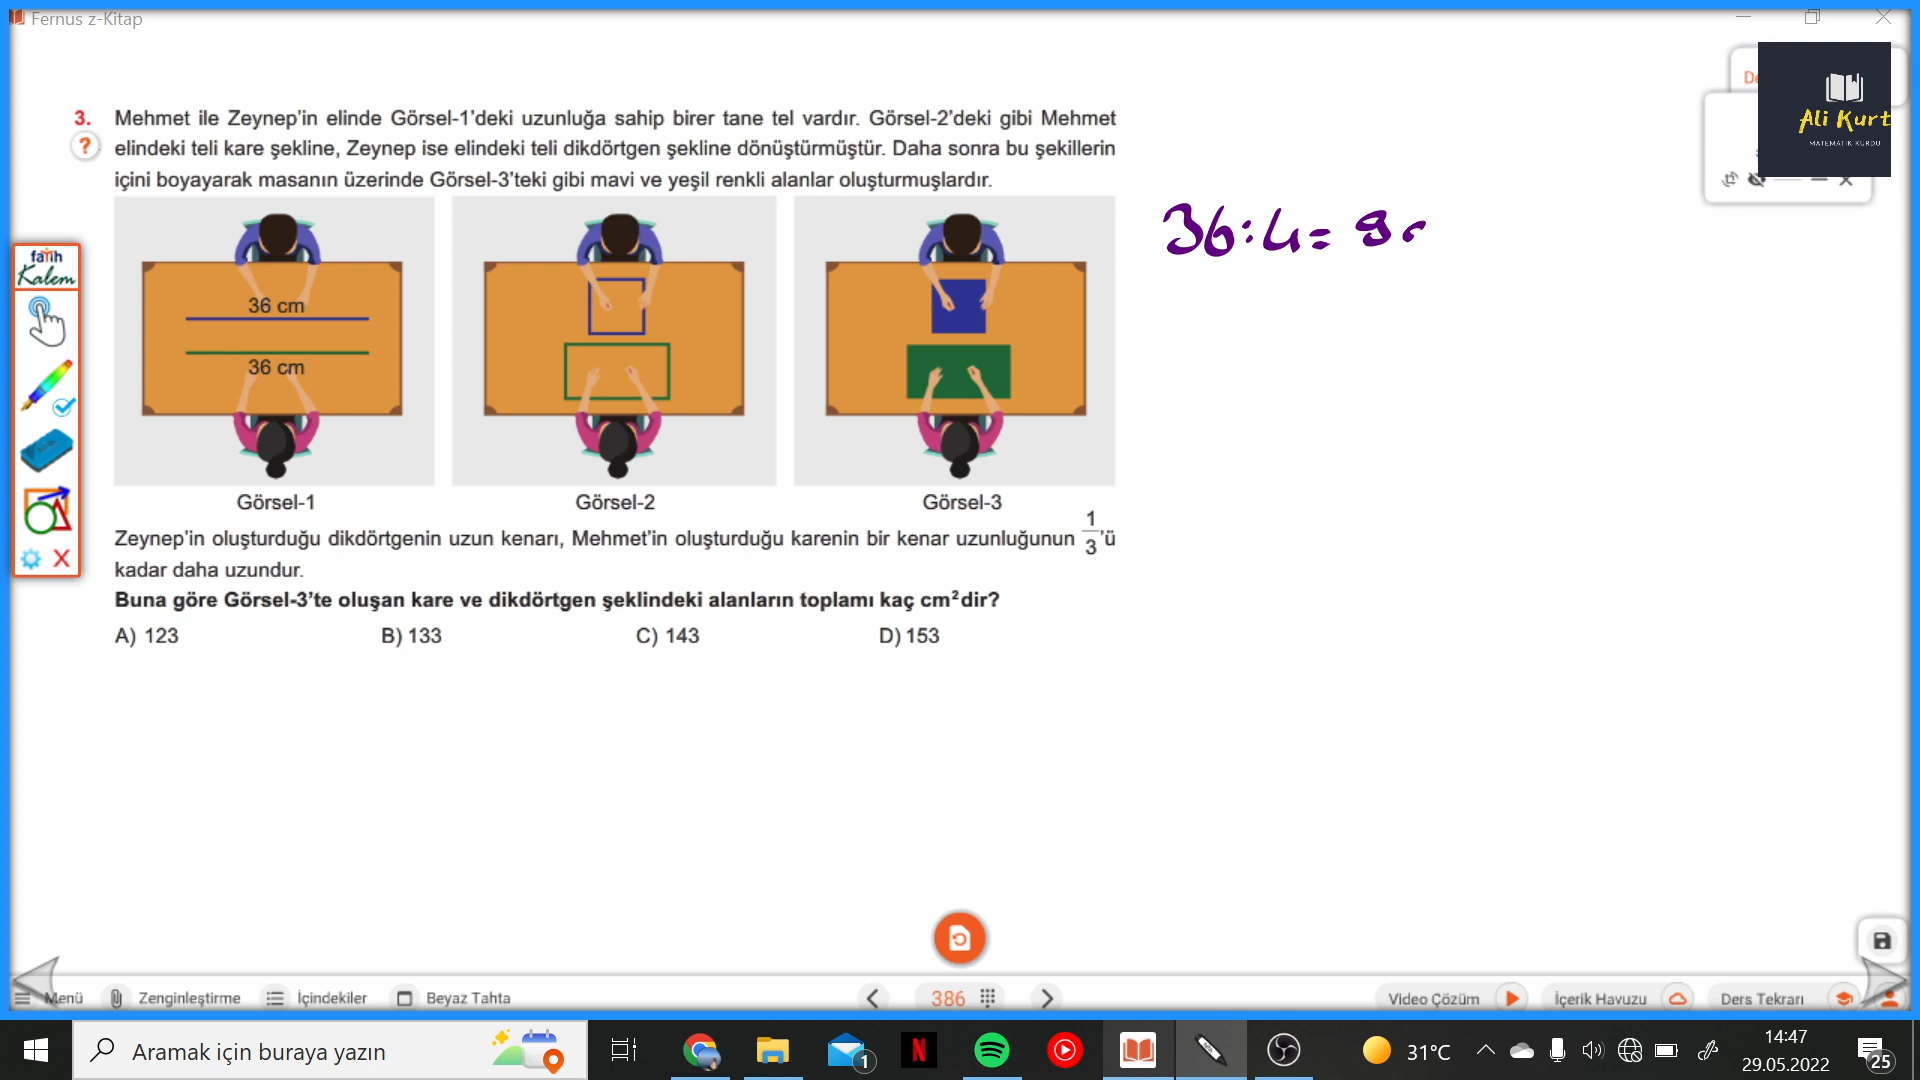 Fernus z-Kitap
Ali Kurt
MATEMATİK KURDU
3. Mehmet ile Zeynep'in elinde Görsel-1'deki uzunluğa sahip birer tane tel vardır. Görsel-2'deki gibi Mehmet
? elindeki teli kare şekline, Zeynep ise elindeki teli dikdörtgen şekline dönüştürmüştür. Daha sonra bu şekillerin
içini boyayarak masanın üzerinde Görsel-3'teki gibi mavi ve yeşil renkli alanlar oluşturmuşlardır.
36:4= 9
fatih
Kalem
36 cm
36 cm
Görsel-1
Görsel-2
Görsel-3
Zeynep'in oluşturduğu dikdörtgenin uzun kenarı, Mehmet'in oluşturduğu karenin bir kenar uzunluğunun 1/3'ü
kadar daha uzundur.
Buna göre Görsel-3'te oluşan kare ve dikdörtgen şeklindeki alanların toplamı kaç cm²dir?
A) 123 B) 133 C) 143 D) 153
Menü Zenginleştirme İçindekiler Beyaz Tahta 386 Video Çözüm İçerik Havuzu Ders Tekrarı
Aramak için buraya yazın
1
31°C
14:47
29.05.2022
25